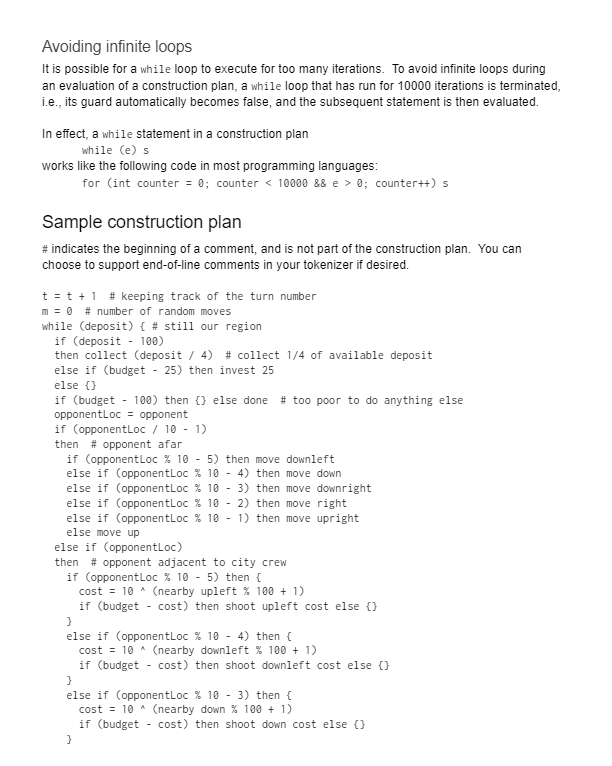 Avoiding infinite loops
It is possible for a while loop to execute for too many iterations.  To avoid infinite loops during
an evaluation of a construction plan, a while loop that has run for 10000 iterations is terminated,
i.e., its guard automatically becomes false, and the subsequent statement is then evaluated.
In effect, a while statement in a construction plan
while (e) s
works like the following code in most programming languages:
for (int counter = 0; counter < 10000 && e > 0; counter++) s
Sample construction plan
# indicates the beginning of a comment, and is not part of the construction plan.  You can
choose to support end-of-line comments in your tokenizer if desired.
t = t + 1  # keeping track of the turn number
m = 0  # number of random moves
while (deposit) { # still our region
  if (deposit - 100)
  then collect (deposit / 4)  # collect 1/4 of available deposit
  else if (budget - 25) then invest 25
  else {}
  if (budget - 100) then {} else done  # too poor to do anything else
  opponentLoc = opponent
  if (opponentLoc / 10 - 1)
  then  # opponent afar
    if (opponentLoc % 10 - 5) then move downleft
    else if (opponentLoc % 10 - 4) then move down
    else if (opponentLoc % 10 - 3) then move downright
    else if (opponentLoc % 10 - 2) then move right
    else if (opponentLoc % 10 - 1) then move upright
    else move up
  else if (opponentLoc)
  then  # opponent adjacent to city crew
    if (opponentLoc % 10 - 5) then {
      cost = 10 ^ (nearby upleft % 100 + 1)
      if (budget - cost) then shoot upleft cost else {}
    }
    else if (opponentLoc % 10 - 4) then {
      cost = 10 ^ (nearby downleft % 100 + 1)
      if (budget - cost) then shoot downleft cost else {}
    }
    else if (opponentLoc % 10 - 3) then {
      cost = 10 ^ (nearby down % 100 + 1)
      if (budget - cost) then shoot down cost else {}
    }